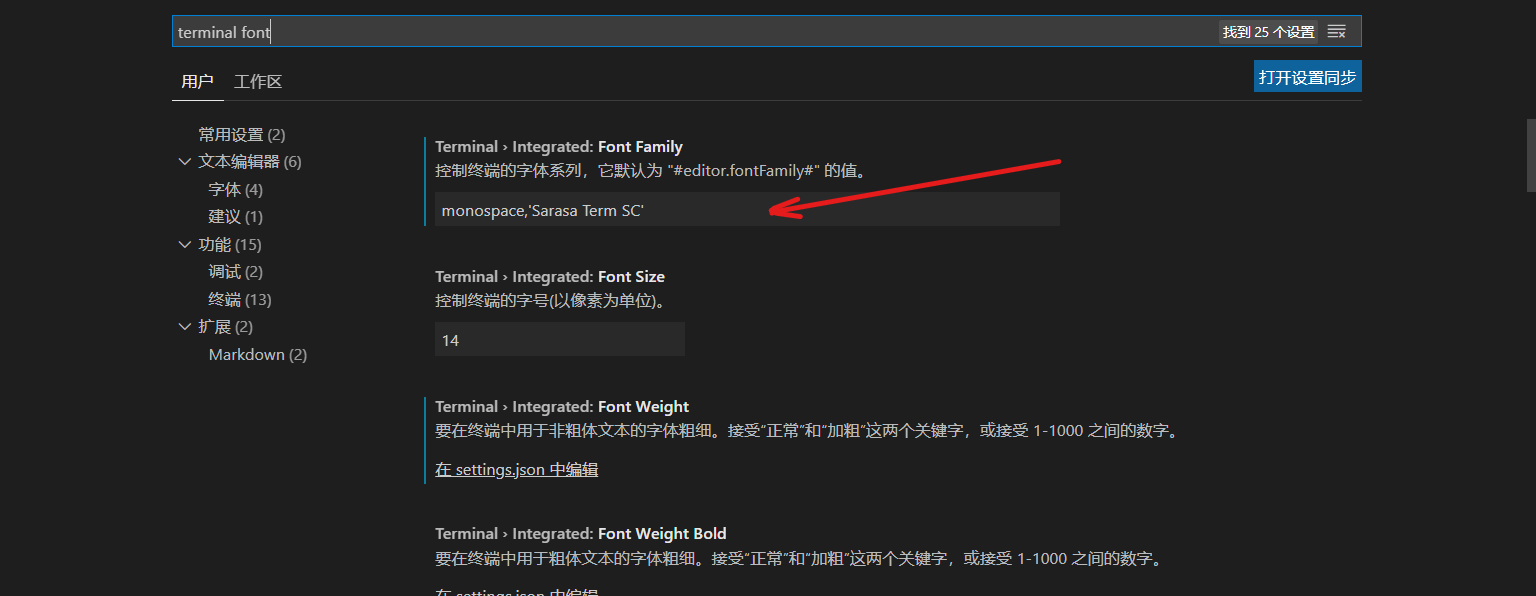 terminal font
找到 25 个设置
用户
工作区
打开设置同步
常用设置 (2)
文本编辑器 (6)
字体 (4)
建议 (1)
功能 (15)
调试 (2)
终端 (13)
扩展 (2)
Markdown (2)
Terminal › Integrated: Font Family
控制终端的字体系列，它默认为 "#editor.fontFamily#" 的值。
monospace,'Sarasa Term SC'
Terminal › Integrated: Font Size
控制终端的字号(以像素为单位)。
14
Terminal › Integrated: Font Weight
要在终端中用于非粗体文本的字体粗细。接受“正常”和“加粗”这两个关键字，或接受 1-1000 之间的数字。
在 settings.json 中编辑
Terminal › Integrated: Font Weight Bold
要在终端中用于粗体文本的字体粗细。接受“正常”和“加粗”这两个关键字，或接受 1-1000 之间的数字。
在 settings.json 中编辑